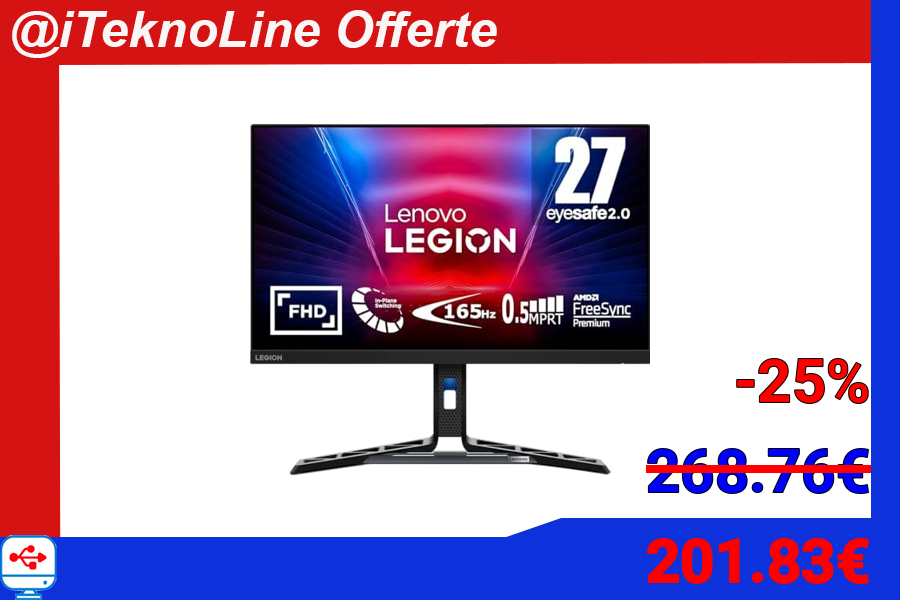 @iTeknoLine Offerte
27
eyesafe2.0
Lenovo
LEGION
FHD
In-Plane
Switching
165Hz
0.5MPRT
AMD
FreeSync
Premium
LEGION
-25%
268.76€
201.83€